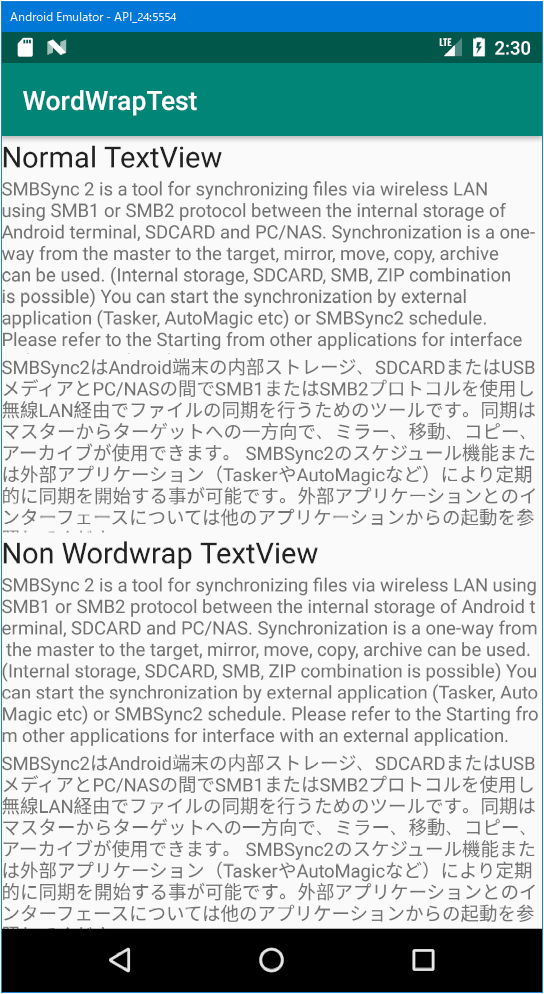 Android Emulator - API_24:5554
LTE 2:30
WordWrapTest
Normal TextView
SMBSync 2 is a tool for synchronizing files via wireless LAN
using SMB1 or SMB2 protocol between the internal storage of
Android terminal, SDCARD and PC/NAS. Synchronization is a one-
way from the master to the target, mirror, move, copy, archive
can be used. (Internal storage, SDCARD, SMB, ZIP combination
is possible) You can start the synchronization by external
application (Tasker, AutoMagic etc) or SMBSync2 schedule.
Please refer to the Starting from other applications for interface
SMBSync2はAndroid端末の内部ストレージ、SDCARDまたはUSB
メディアとPC/NASの間でSMB1またはSMB2プロトコルを使用し
無線LAN経由でファイルの同期を行うためのツールです。同期は
マスターからターゲットへの一方向で、ミラー、移動、コピー、
アーカイブが使用できます。 SMBSync2のスケジュール機能また
は外部アプリケーション（TaskerやAutoMagicなど）により定期
的に同期を開始する事が可能です。外部アプリケーションとのイ
ンターフェースについては他のアプリケーションからの起動を参
Non Wordwrap TextView
SMBSync 2 is a tool for synchronizing files via wireless LAN using
SMB1 or SMB2 protocol between the internal storage of Android t
erminal, SDCARD and PC/NAS. Synchronization is a one-way from
the master to the target, mirror, move, copy, archive can be used.
(Internal storage, SDCARD, SMB, ZIP combination is possible) You
can start the synchronization by external application (Tasker, Auto
Magic etc) or SMBSync2 schedule. Please refer to the Starting fro
m other applications for interface with an external application.
SMBSync2はAndroid端末の内部ストレージ、SDCARDまたはUSB
メディアとPC/NASの間でSMB1またはSMB2プロトコルを使用し
無線LAN経由でファイルの同期を行うためのツールです。同期は
マスターからターゲットへの一方向で、ミラー、移動、コピー、
アーカイブが使用できます。 SMBSync2のスケジュール機能また
は外部アプリケーション（TaskerやAutoMagicなど）により定期
的に同期を開始する事が可能です。外部アプリケーションとのイ
ンターフェースについては他のアプリケーションからの起動を参